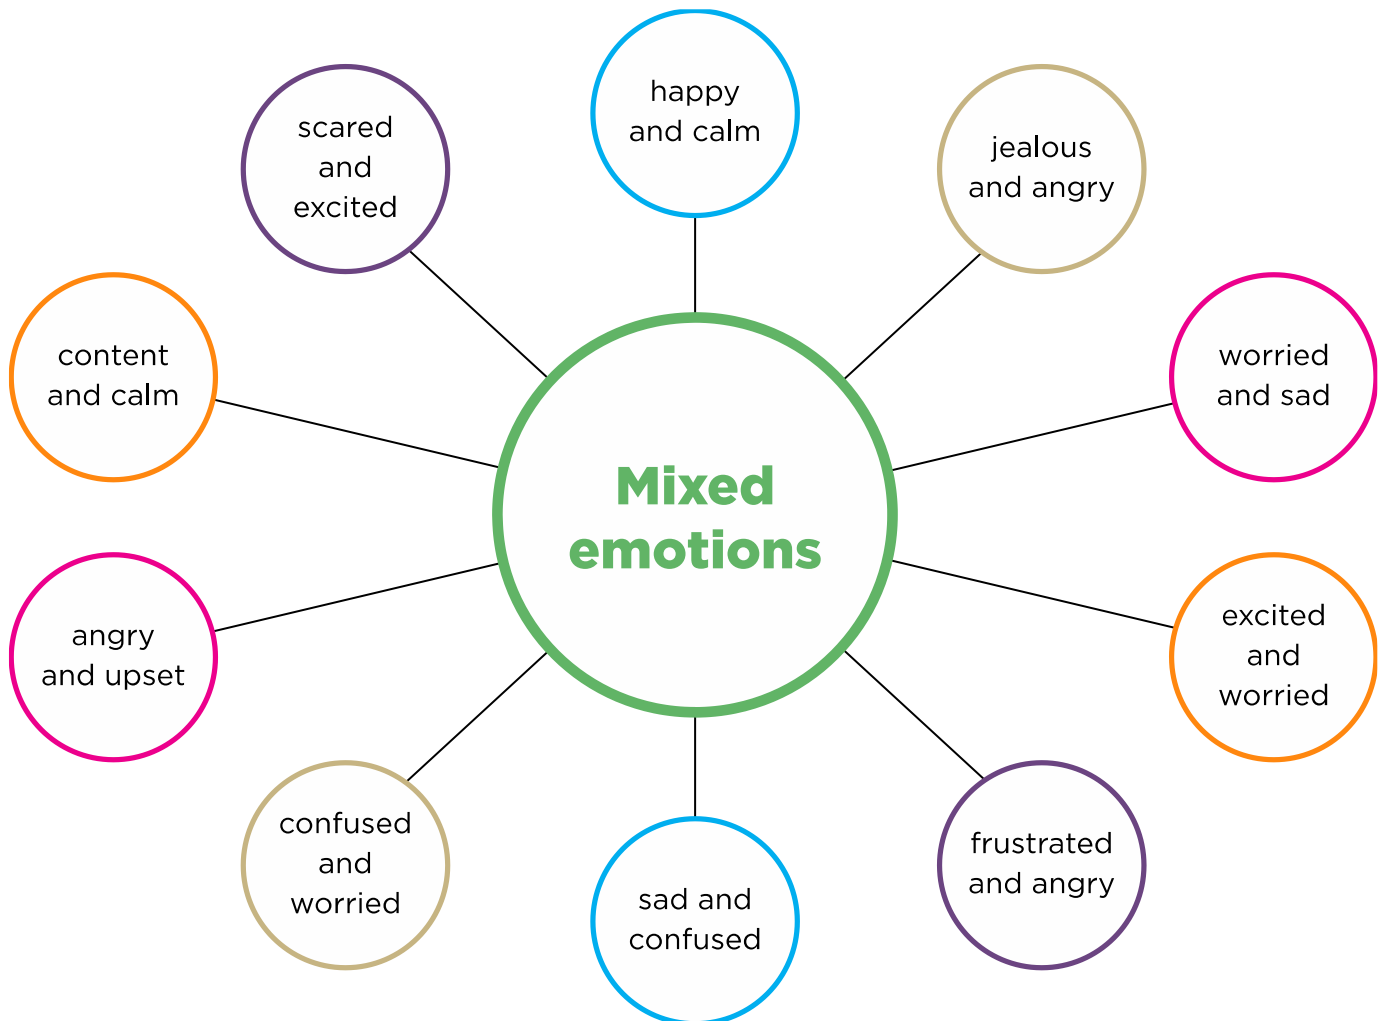 Mixed
emotions
happy
and calm
jealous
and angry
worried
and sad
excited
and
worried
frustrated
and angry
sad and
confused
confused
and
worried
angry
and upset
content
and calm
scared
and
excited